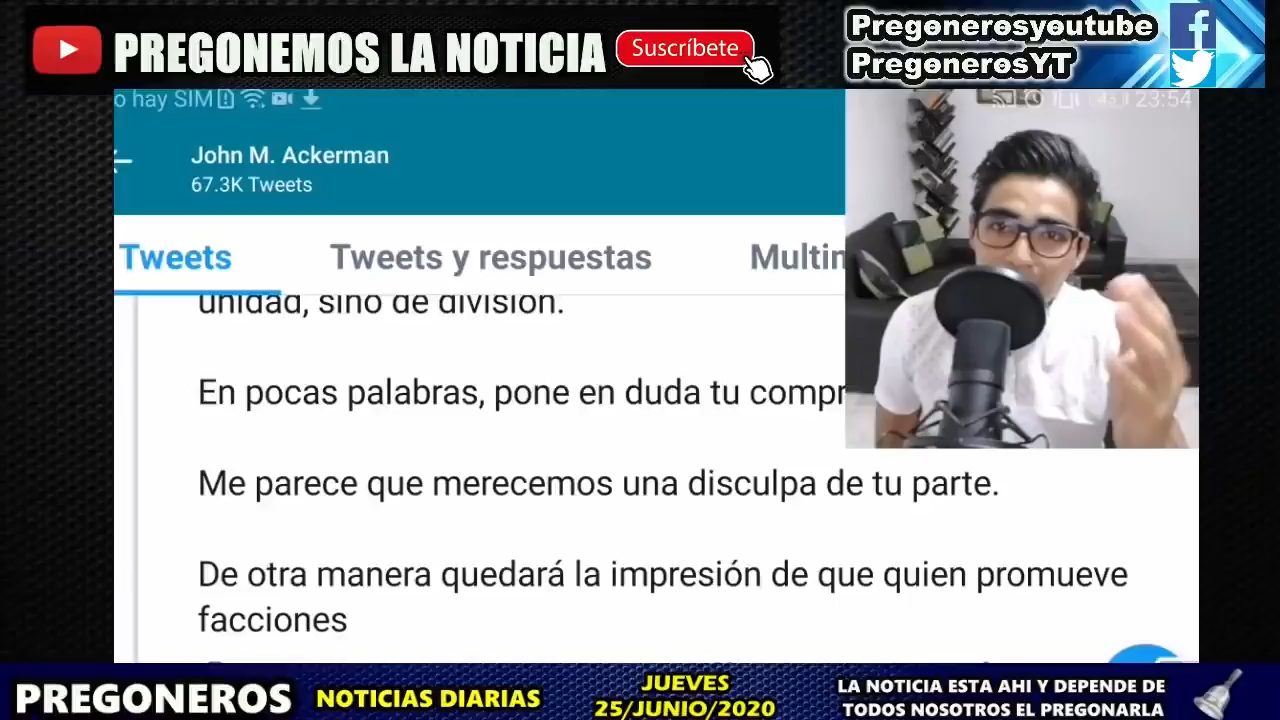 PREGONEMOS LA NOTICIA
Suscríbete
Pregonerosyoutube
PregonerosYT
o hay SIM
23:54
John M. Ackerman
67.3K Tweets
Tweets
Tweets y respuestas
Multim
unidad, sino de división.
En pocas palabras, pone en duda tu compr
Me parece que merecemos una disculpa de tu parte.
De otra manera quedará la impresión de que quien promueve
facciones
PREGONEROS
NOTICIAS DIARIAS
JUEVES
25/JUNIO/2020
LA NOTICIA ESTA AHI Y DEPENDE DE
TODOS NOSOTROS EL PREGONARLA